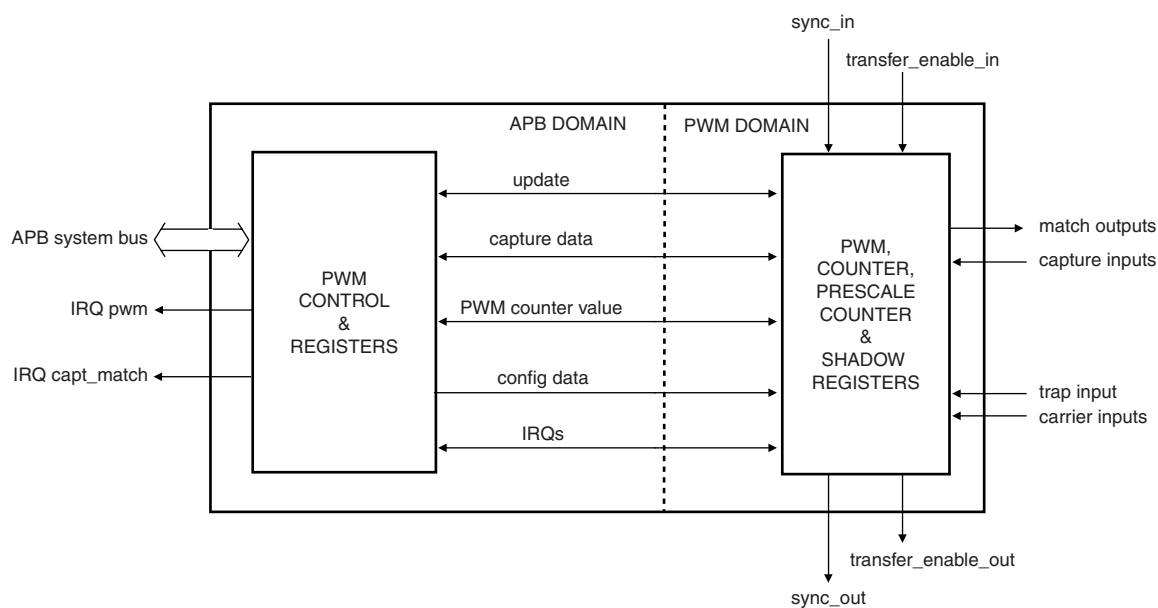 sync_in
transfer_enable_in
APB DOMAIN
PWM DOMAIN
update
APB system bus
capture data
match outputs
capture inputs
PWM
CONTROL
&
REGISTERS
PWM,
COUNTER,
PRESCALE
COUNTER
&
SHADOW
REGISTERS
IRQ pwm
PWM counter value
IRQ capt_match
config data
trap input
carrier inputs
IRQs
transfer_enable_out
sync_out